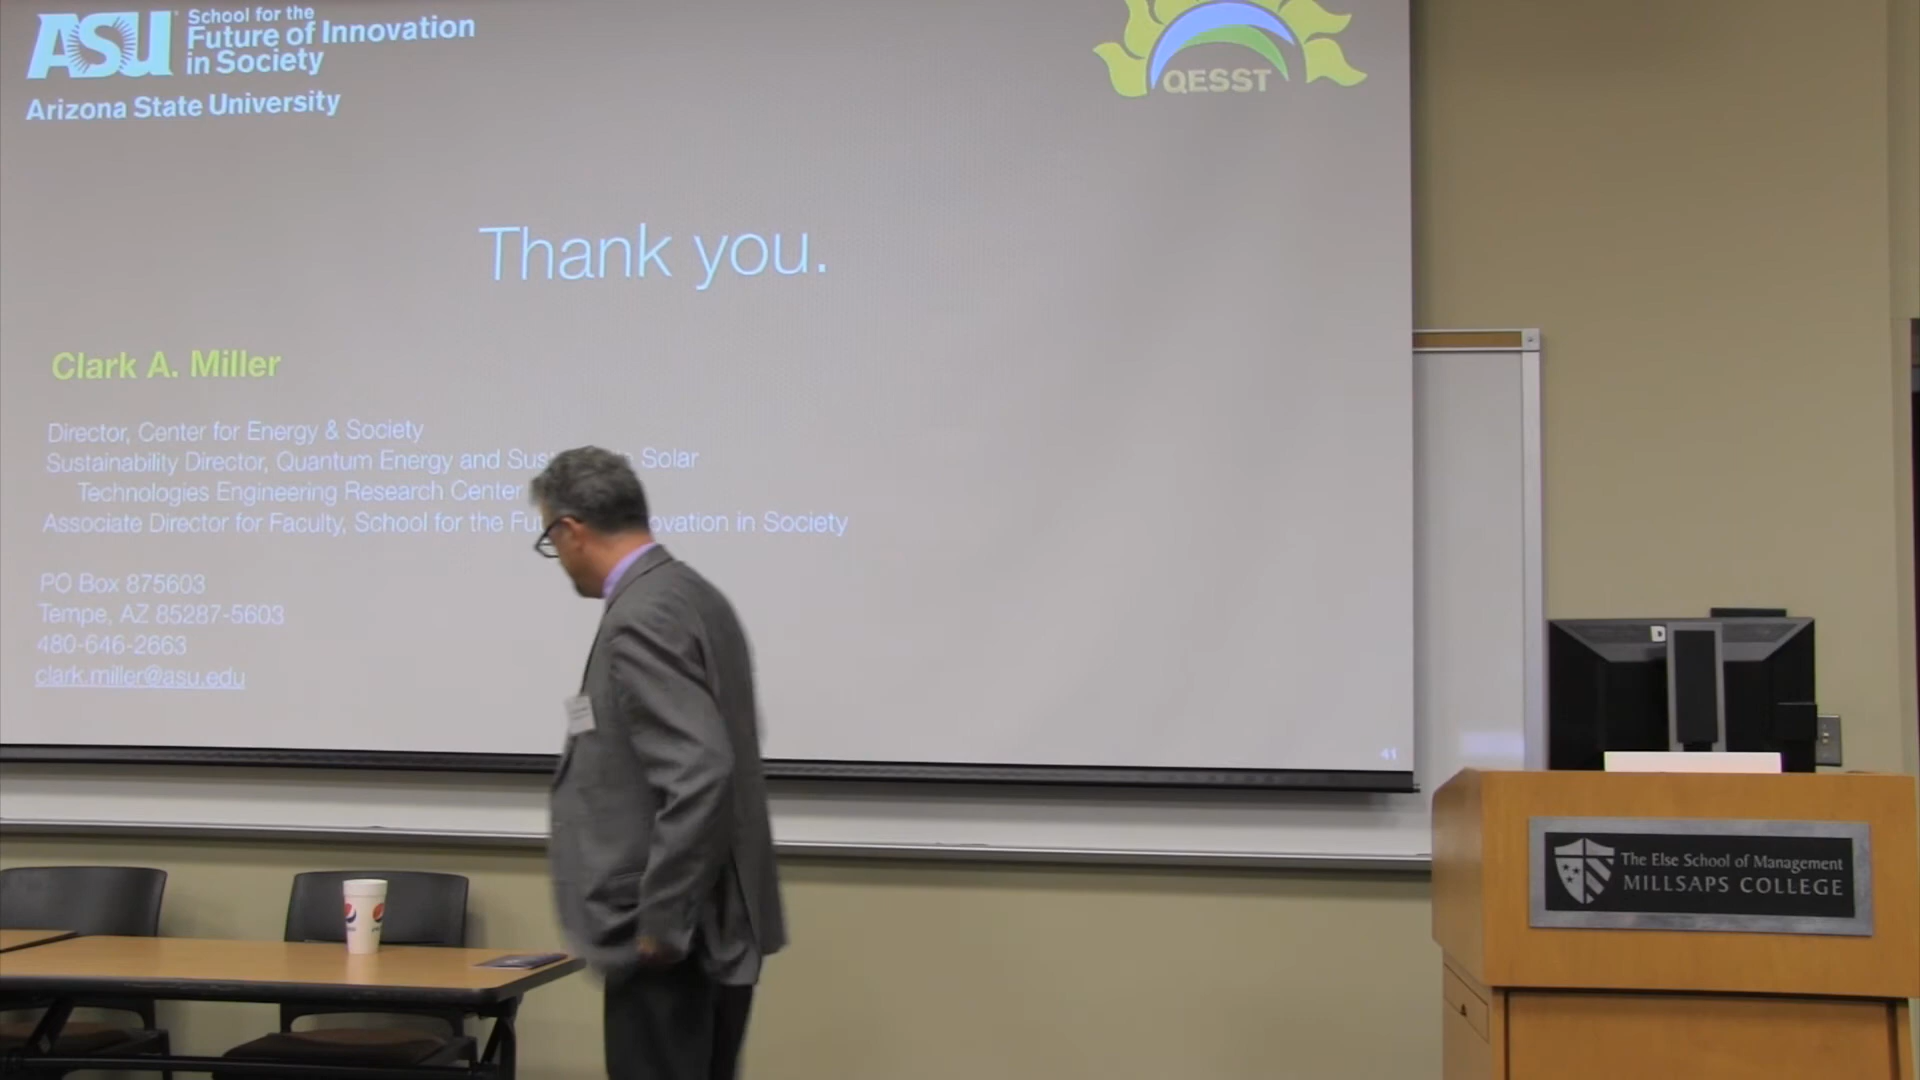 ASU School for the
Future of Innovation
in Society
Arizona State University
QESST
Thank you.
Clark A. Miller
Director, Center for Energy & Society
Sustainability Director, Quantum Energy and Solar
Technologies Engineering Research Center
Associate Director for Faculty, School for the in Society
PO Box 875603
Tempe, AZ 85287-5603
480-646-2663
clark.miller@asu.edu
41
The Else School of Management
MILLSAPS COLLEGE